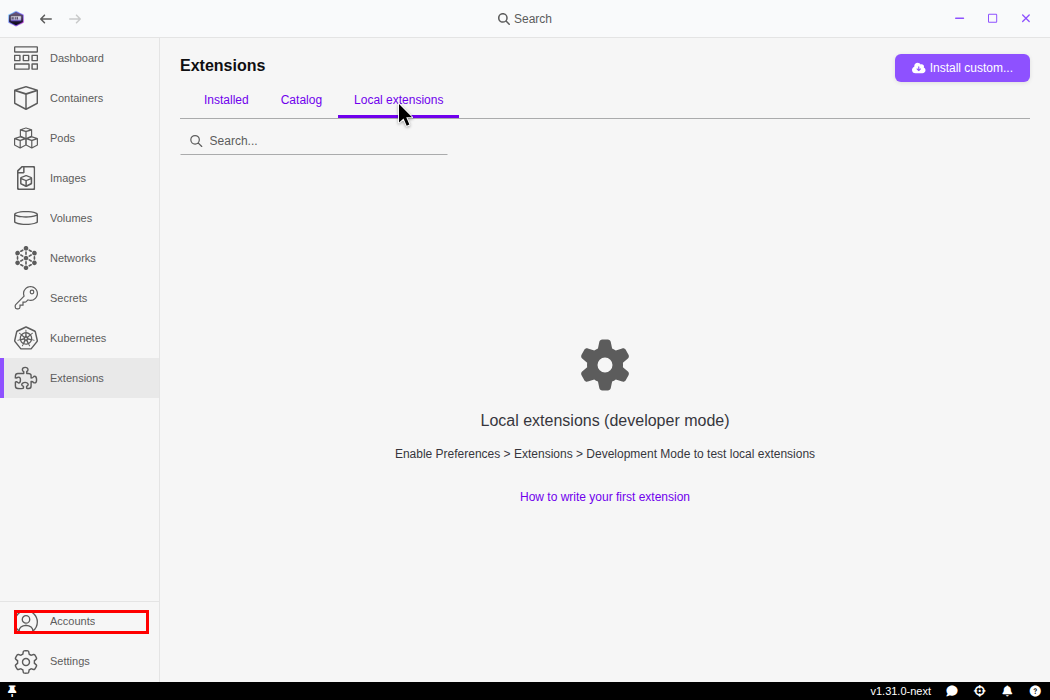 Search
Dashboard
Containers
Pods
Images
Volumes
Networks
Secrets
Kubernetes
Extensions
Accounts
Settings
Extensions
Install custom...
Installed
Catalog
Local extensions
Search...
Local extensions (developer mode)
Enable Preferences > Extensions > Development Mode to test local extensions
How to write your first extension
v1.31.0-next